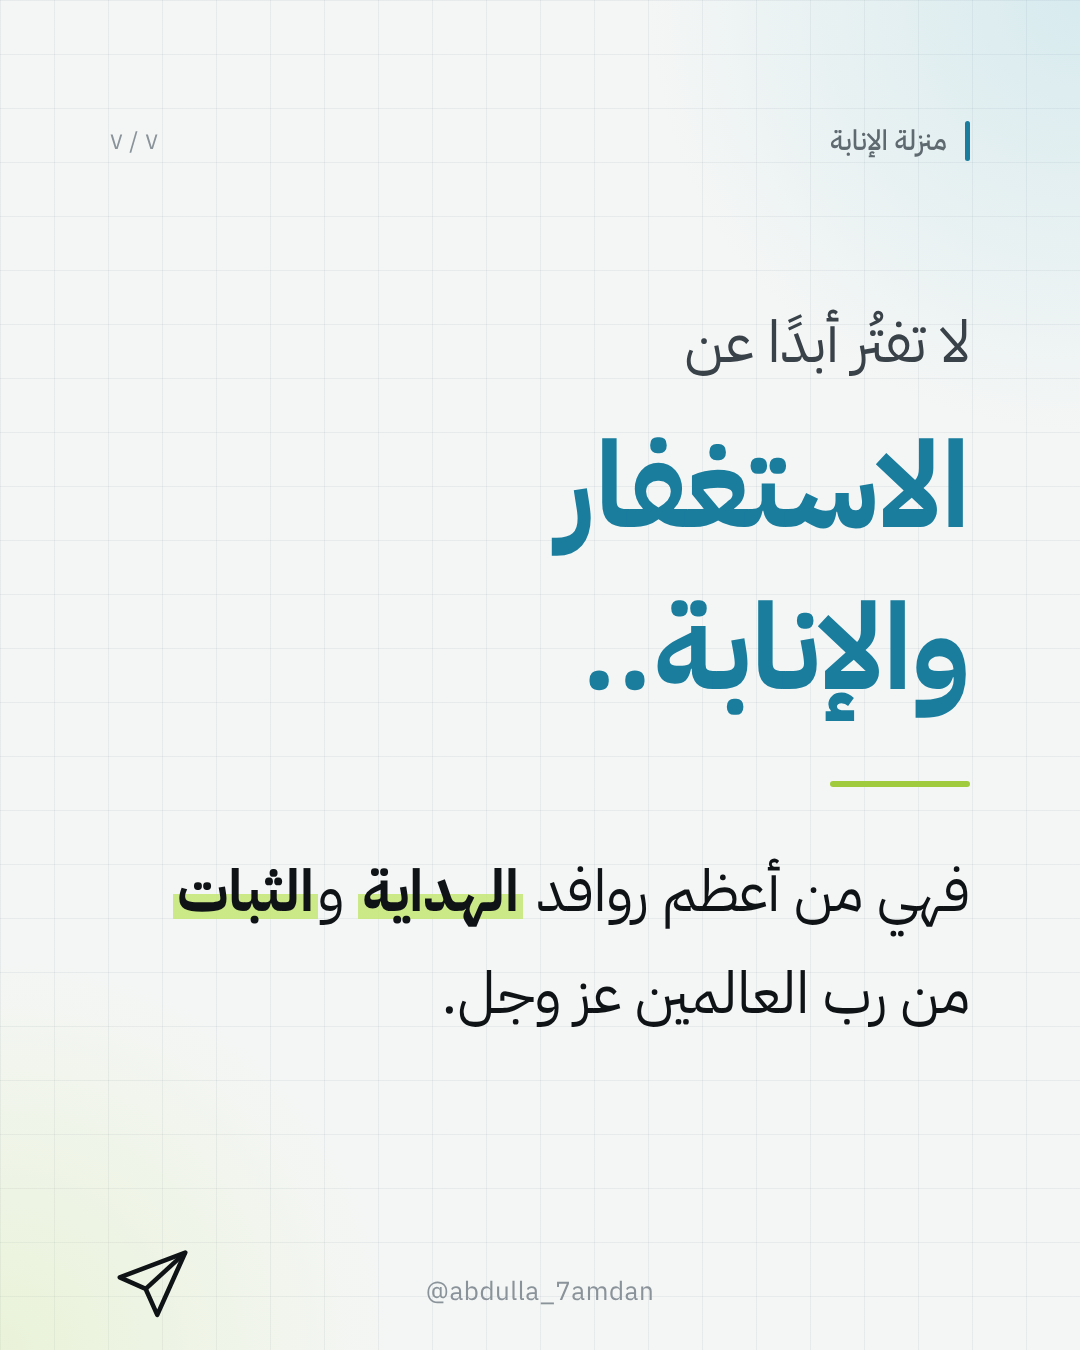 منزلة الإنابة
٧ / ٧
لا تفتُر أبدًا عن
الاستغفار
والإنابة..
فهي من أعظم روافد الهداية والثبات
من رب العالمين عز وجل.
@abdulla_7amdan